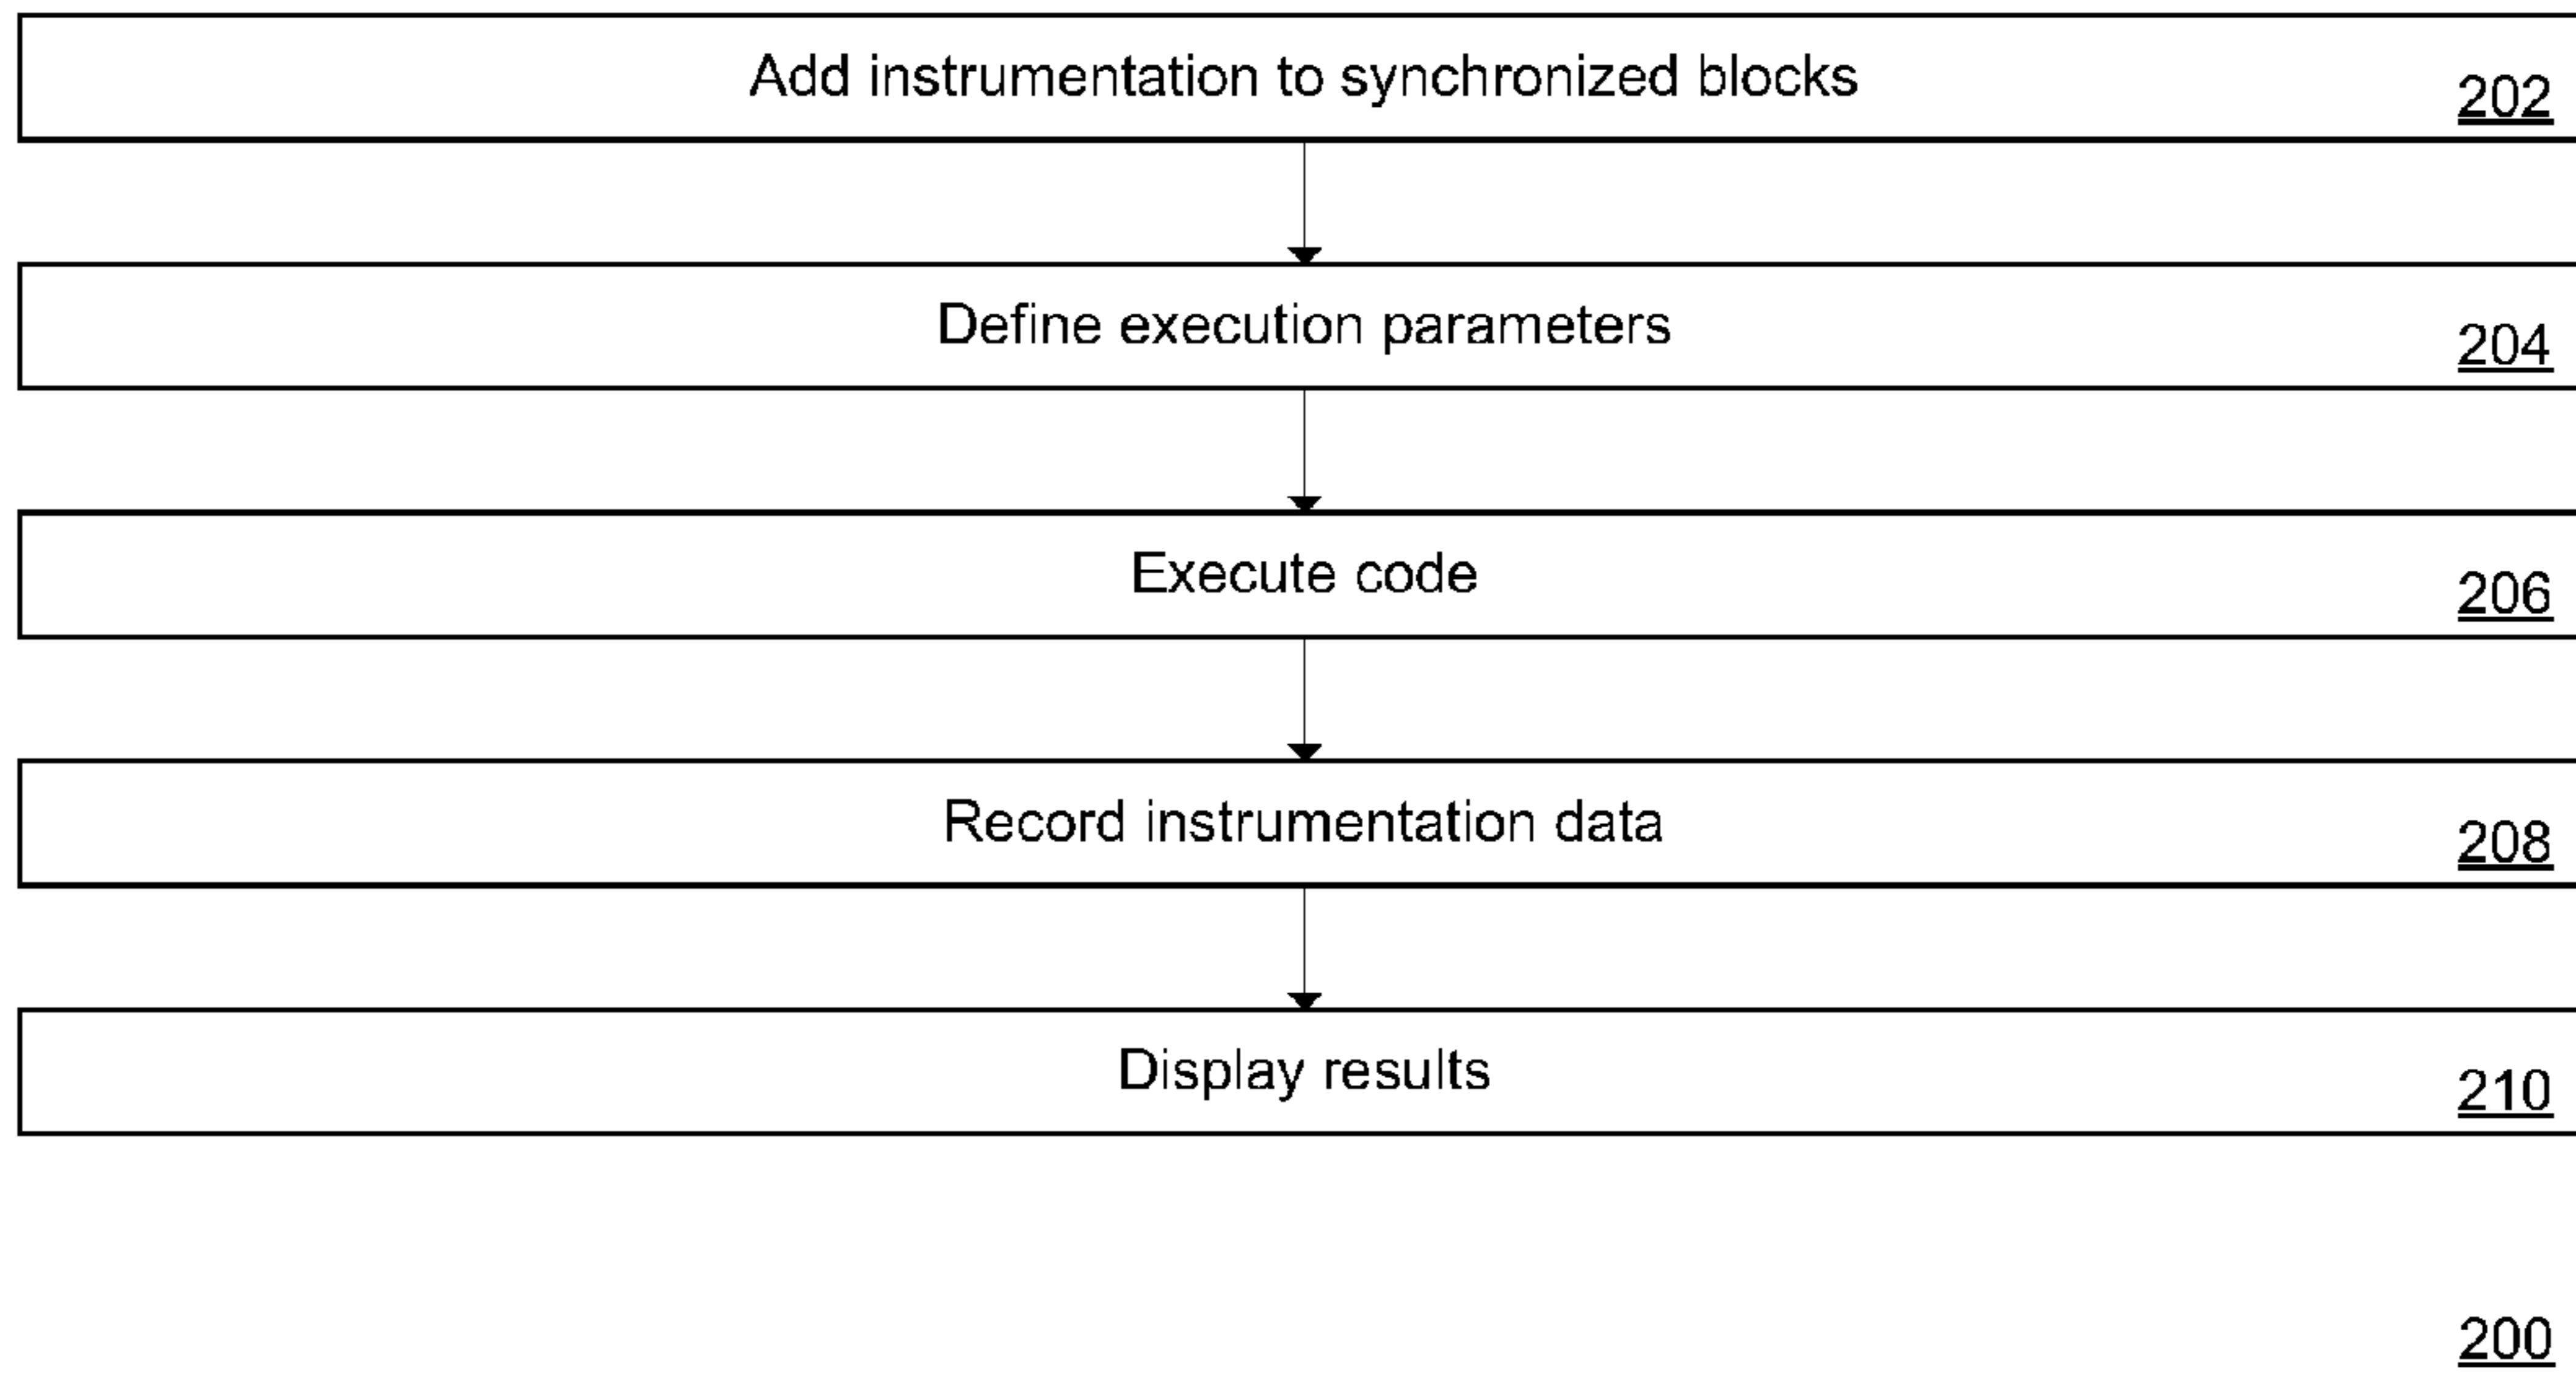 Add instrumentation to synchronized blocks
202
Define execution parameters
204
Execute code
206
Record instrumentation data
208
Display results
210
200